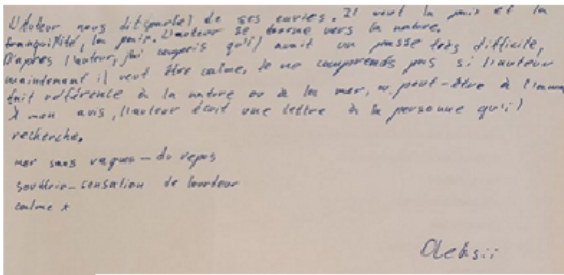 L'auteur nous dit (parle) de ses envies. Il veut la paix et la
tranquilité, la paix. L'auteur se tourne vers la nature.
D'après l'auteur, j'ai compris qu'il avait un passé très difficile,
maintenant il veut être calme. Je ne comprends pas si l'auteur
fait référence à la nature ou à la mer, ou peut-être à l'
À mon avis, l'auteur écrit une lettre à la personne qu'il
recherche.
mer sans vagues – du repos
souffrir – sensation de lourdeur
calme *
Oleksii